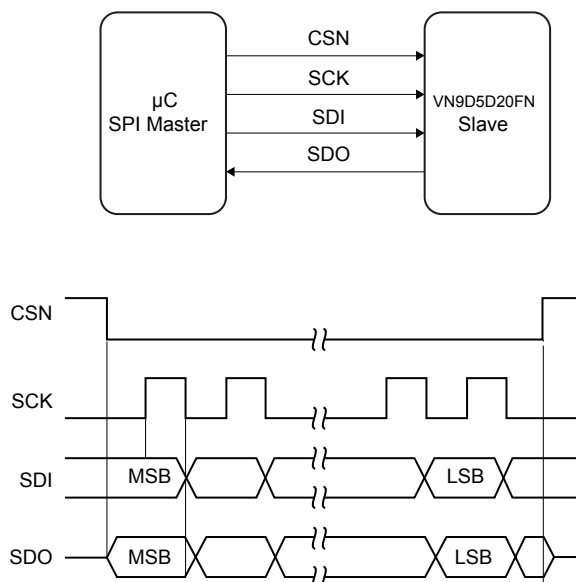 CSN
SCK
SDI
SDO
µC
SPI Master
VN9D5D20FN
Slave
CSN
SCK
SDI
MSB
LSB
SDO
MSB
LSB